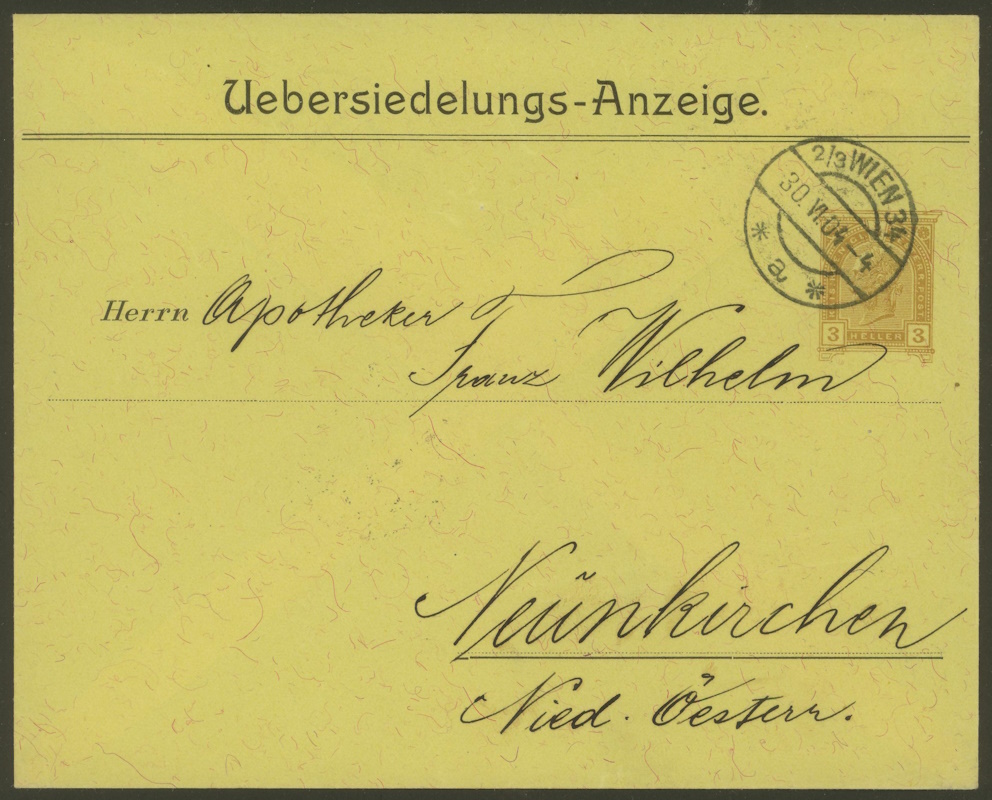 Uebersiedelungs-Anzeige.
2/3 WIEN 34
30.VI.04-4
* a *
3 HELLER 3
Herrn Apotheker
Franz Wilhelm
Neunkirchen
Nied. Österr.